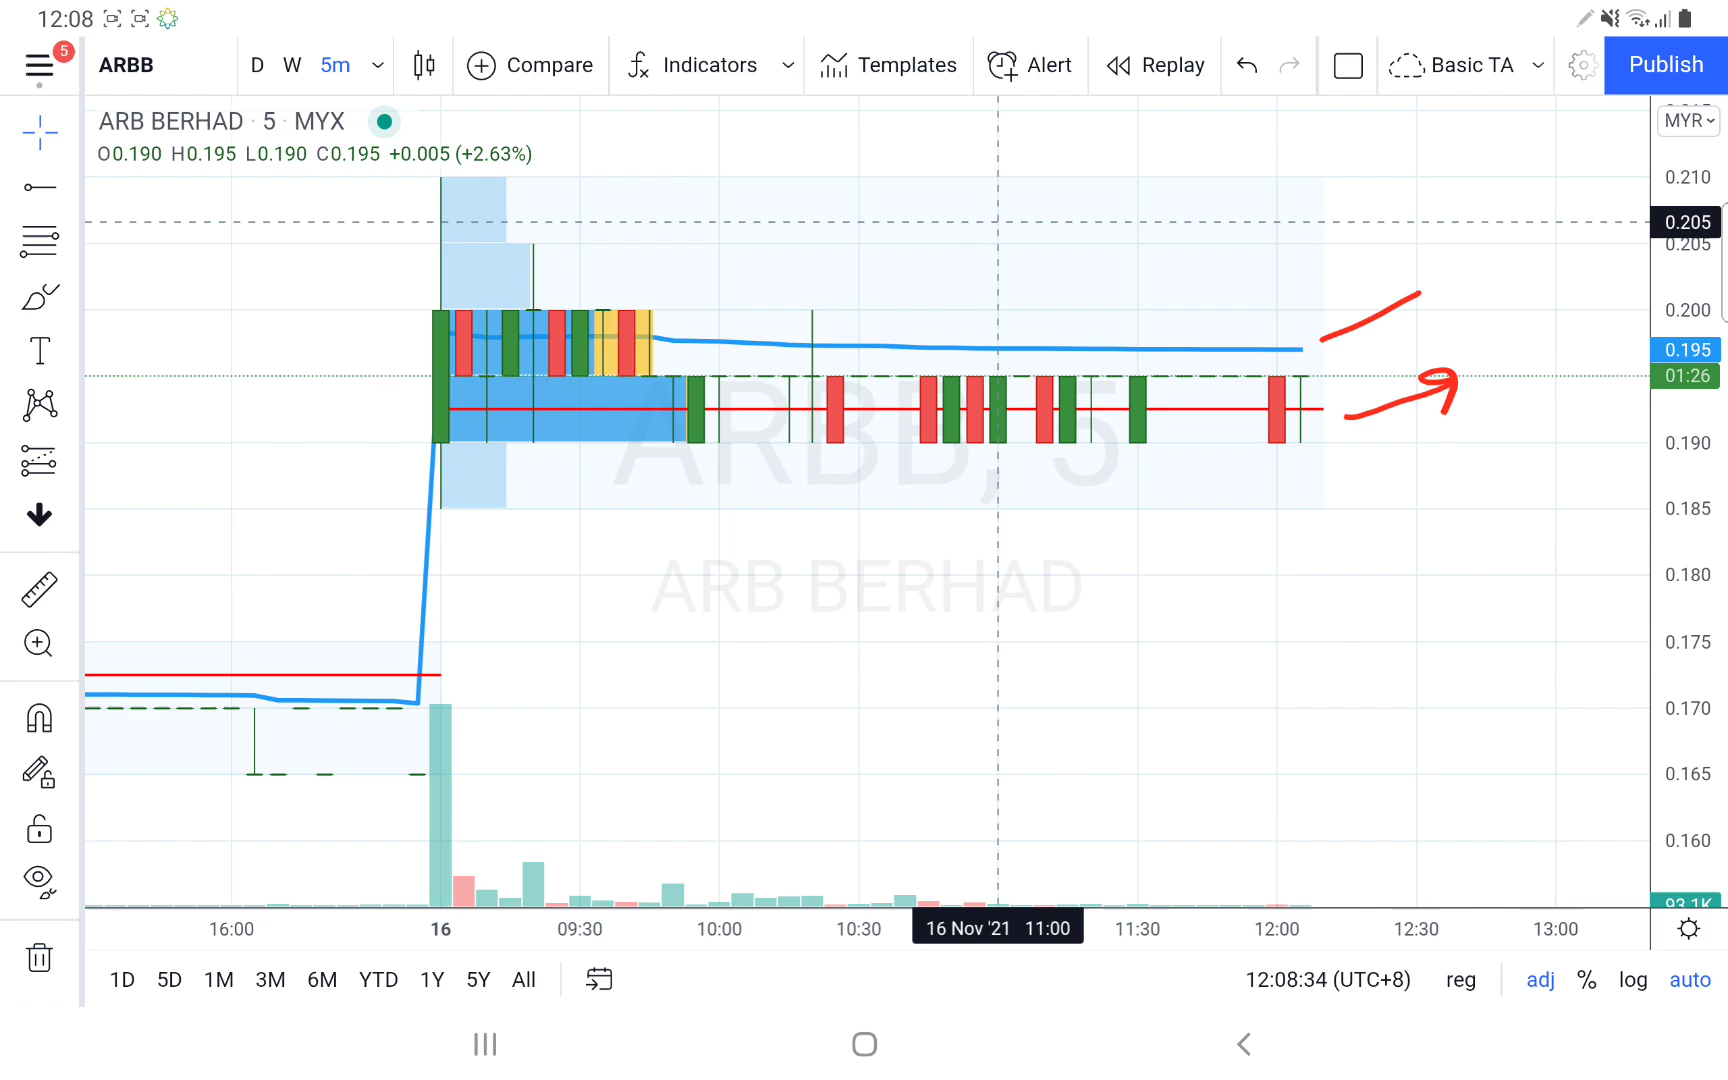 12:08
5
ARBB
D W 5m
Compare
Indicators
Templates
Alert
Replay
Basic TA
Publish
ARB BERHAD · 5 · MYX
O0.190 H0.195 L0.190 C0.195 +0.005 (+2.63%)
MYR
0.210
0.205
0.205
0.200
0.195
01:26
0.190
0.185
0.180
0.175
0.170
0.165
0.160
93.1K
ARBB, 5
ARB BERHAD
16:00 16 09:30 10:00 10:30 16 Nov '21 11:00 11:30 12:00 12:30 13:00
1D 5D 1M 3M 6M YTD 1Y 5Y All
12:08:34 (UTC+8) reg adj % log auto